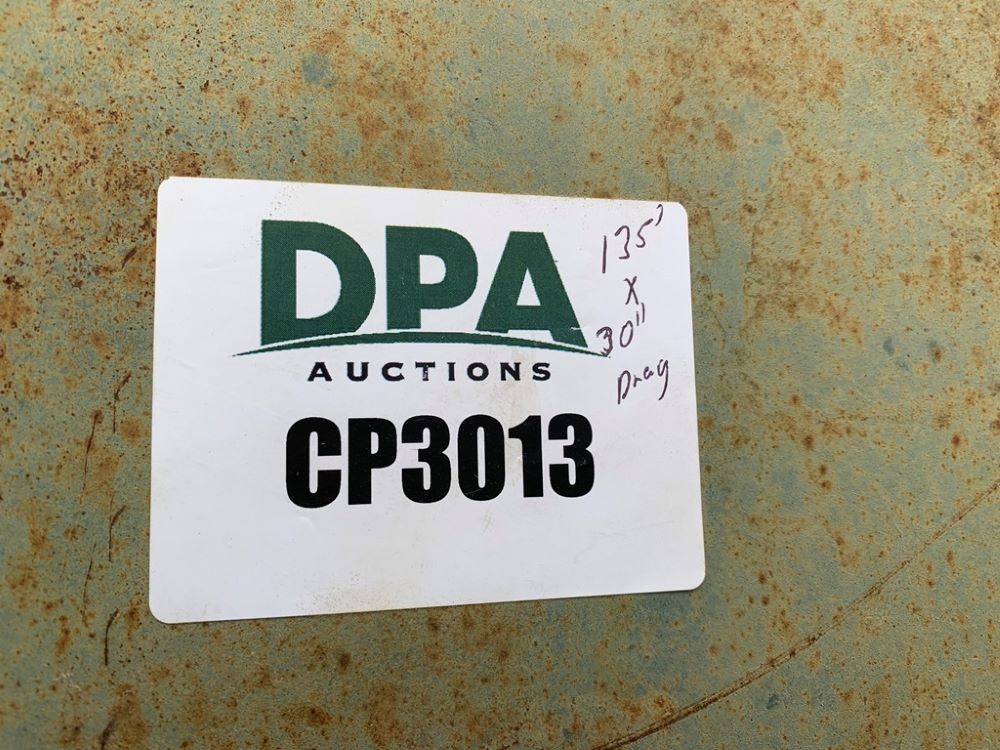 DPA
AUCTIONS
CP3013
135'
x
30"
Drag